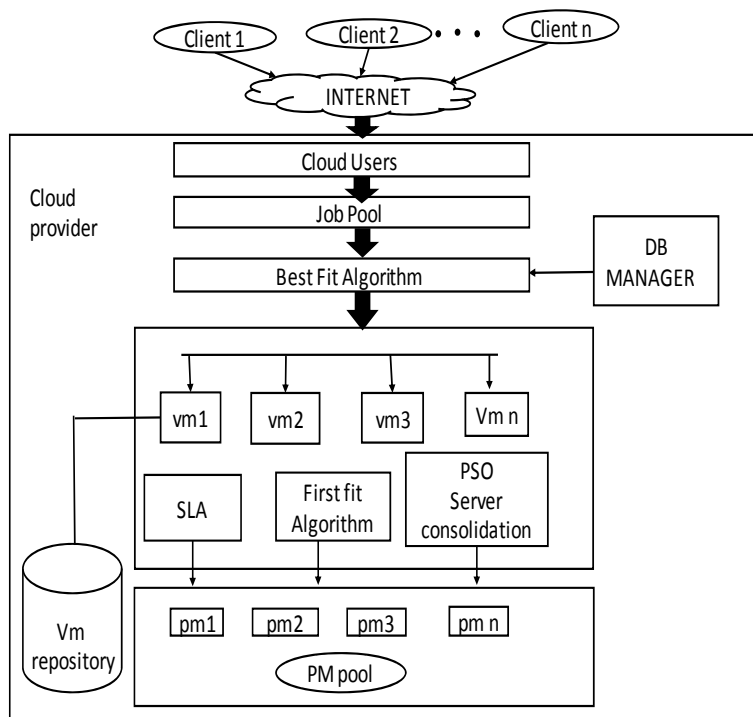 Client 1
Client 2
• • •
Client n
INTERNET
Cloud Users
Cloud
provider
Job Pool
DB
MANAGER
Best Fit Algorithm
vm1
vm2
vm3
Vm n
SLA
First fit
Algorithm
PSO
Server
consolidation
Vm
repository
pm1
pm2
pm3
pm n
PM pool